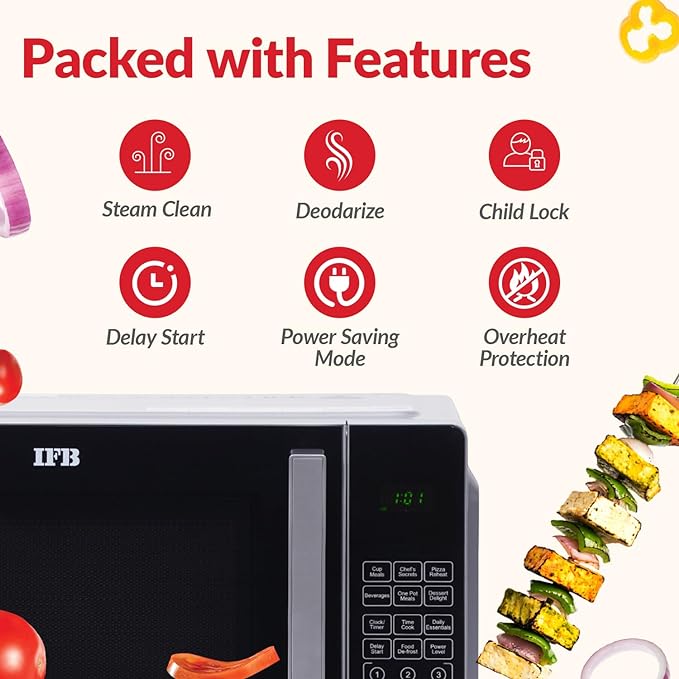 Packed with Features
Steam Clean
Deodarize
Child Lock
Delay Start
Power Saving
Mode
Overheat
Protection
IFB
1:01
Cup
Meals
Chef's
Secrets
Pizza
Reheat
Beverages
One Pot
Meals
Dessert
Delight
Clock/
Timer
Time
Cook
Daily
Essentials
Delay
Start
Food
De-frost
Power
Level
1
2
3